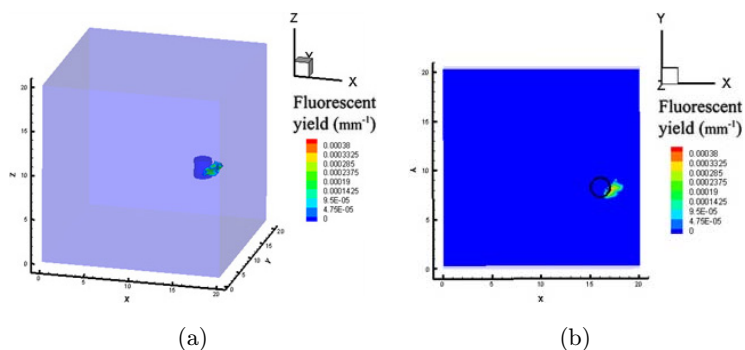 Z
Y
X
Fluorescent
yield (mm⁻¹)
0.00038
0.0003325
0.000285
0.0002375
0.00019
0.0001425
9.5E-05
4.75E-05
0
Z
20
15
10
5
0
0 5 10 15 20
X
0 5 10 15 20
Y
(a)
Y
Z X
Fluorescent
yield (mm⁻¹)
0.00038
0.0003325
0.000285
0.0002375
0.00019
0.0001425
9.5E-05
4.75E-05
0
20
15
10
5
0
0 5 10 15 20
X
(b)